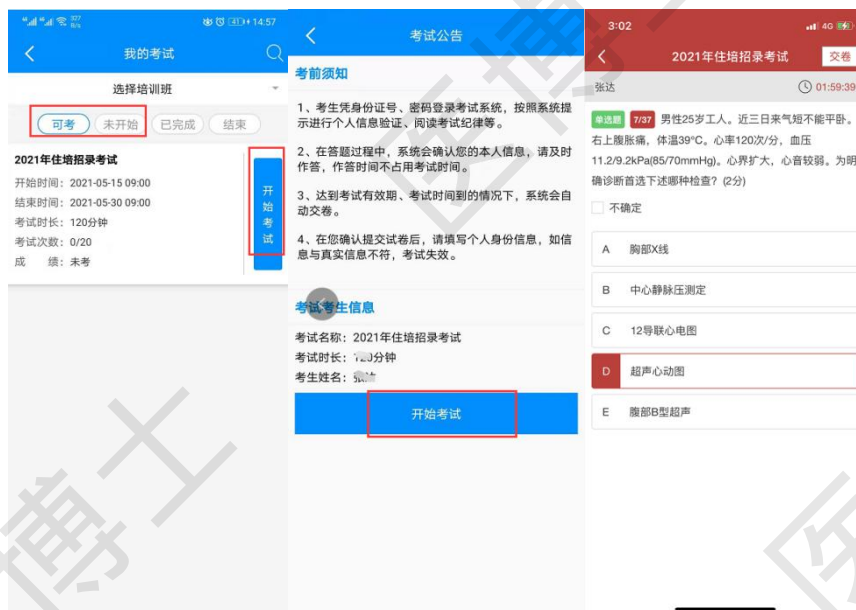 327
B/s
41
14:57
我的考试
选择培训班
可考
未开始
已完成
结束
2021年住培招录考试
开始时间：2021-05-15 09:00
结束时间：2021-05-30 09:00
考试时长：120分钟
考试次数：0/20
成 绩：未考
开始考试
考试公告
考前须知
1、考生凭身份证号、密码登录考试系统，按照系统提
示进行个人信息验证、阅读考试纪律等。
2、在答题过程中，系统会确认您的本人信息，请及时
作答，作答时间不占用考试时间。
3、达到考试有效期、考试时间到的情况下，系统会自
动交卷。
4、在您确认提交试卷后，请填写个人身份信息，如信
息与真实信息不符，考试失效。
考试考生信息
考试名称：2021年住培招录考试
考试时长：120分钟
考生姓名：
开始考试
3:02
4G
2021年住培招录考试
交卷
张达
01:59:39
单选题 7/37 男性25岁工人。近三日来气短不能平卧。
右上腹胀痛，体温39°C。心率120次/分，血压
11.2/9.2kPa(85/70mmHg)。心界扩大，心音较弱。为明
确诊断首选下述哪种检查？(2分)
不确定
A 胸部X线
B 中心静脉压测定
C 12导联心电图
D 超声心动图
E 腹部B型超声
医博士